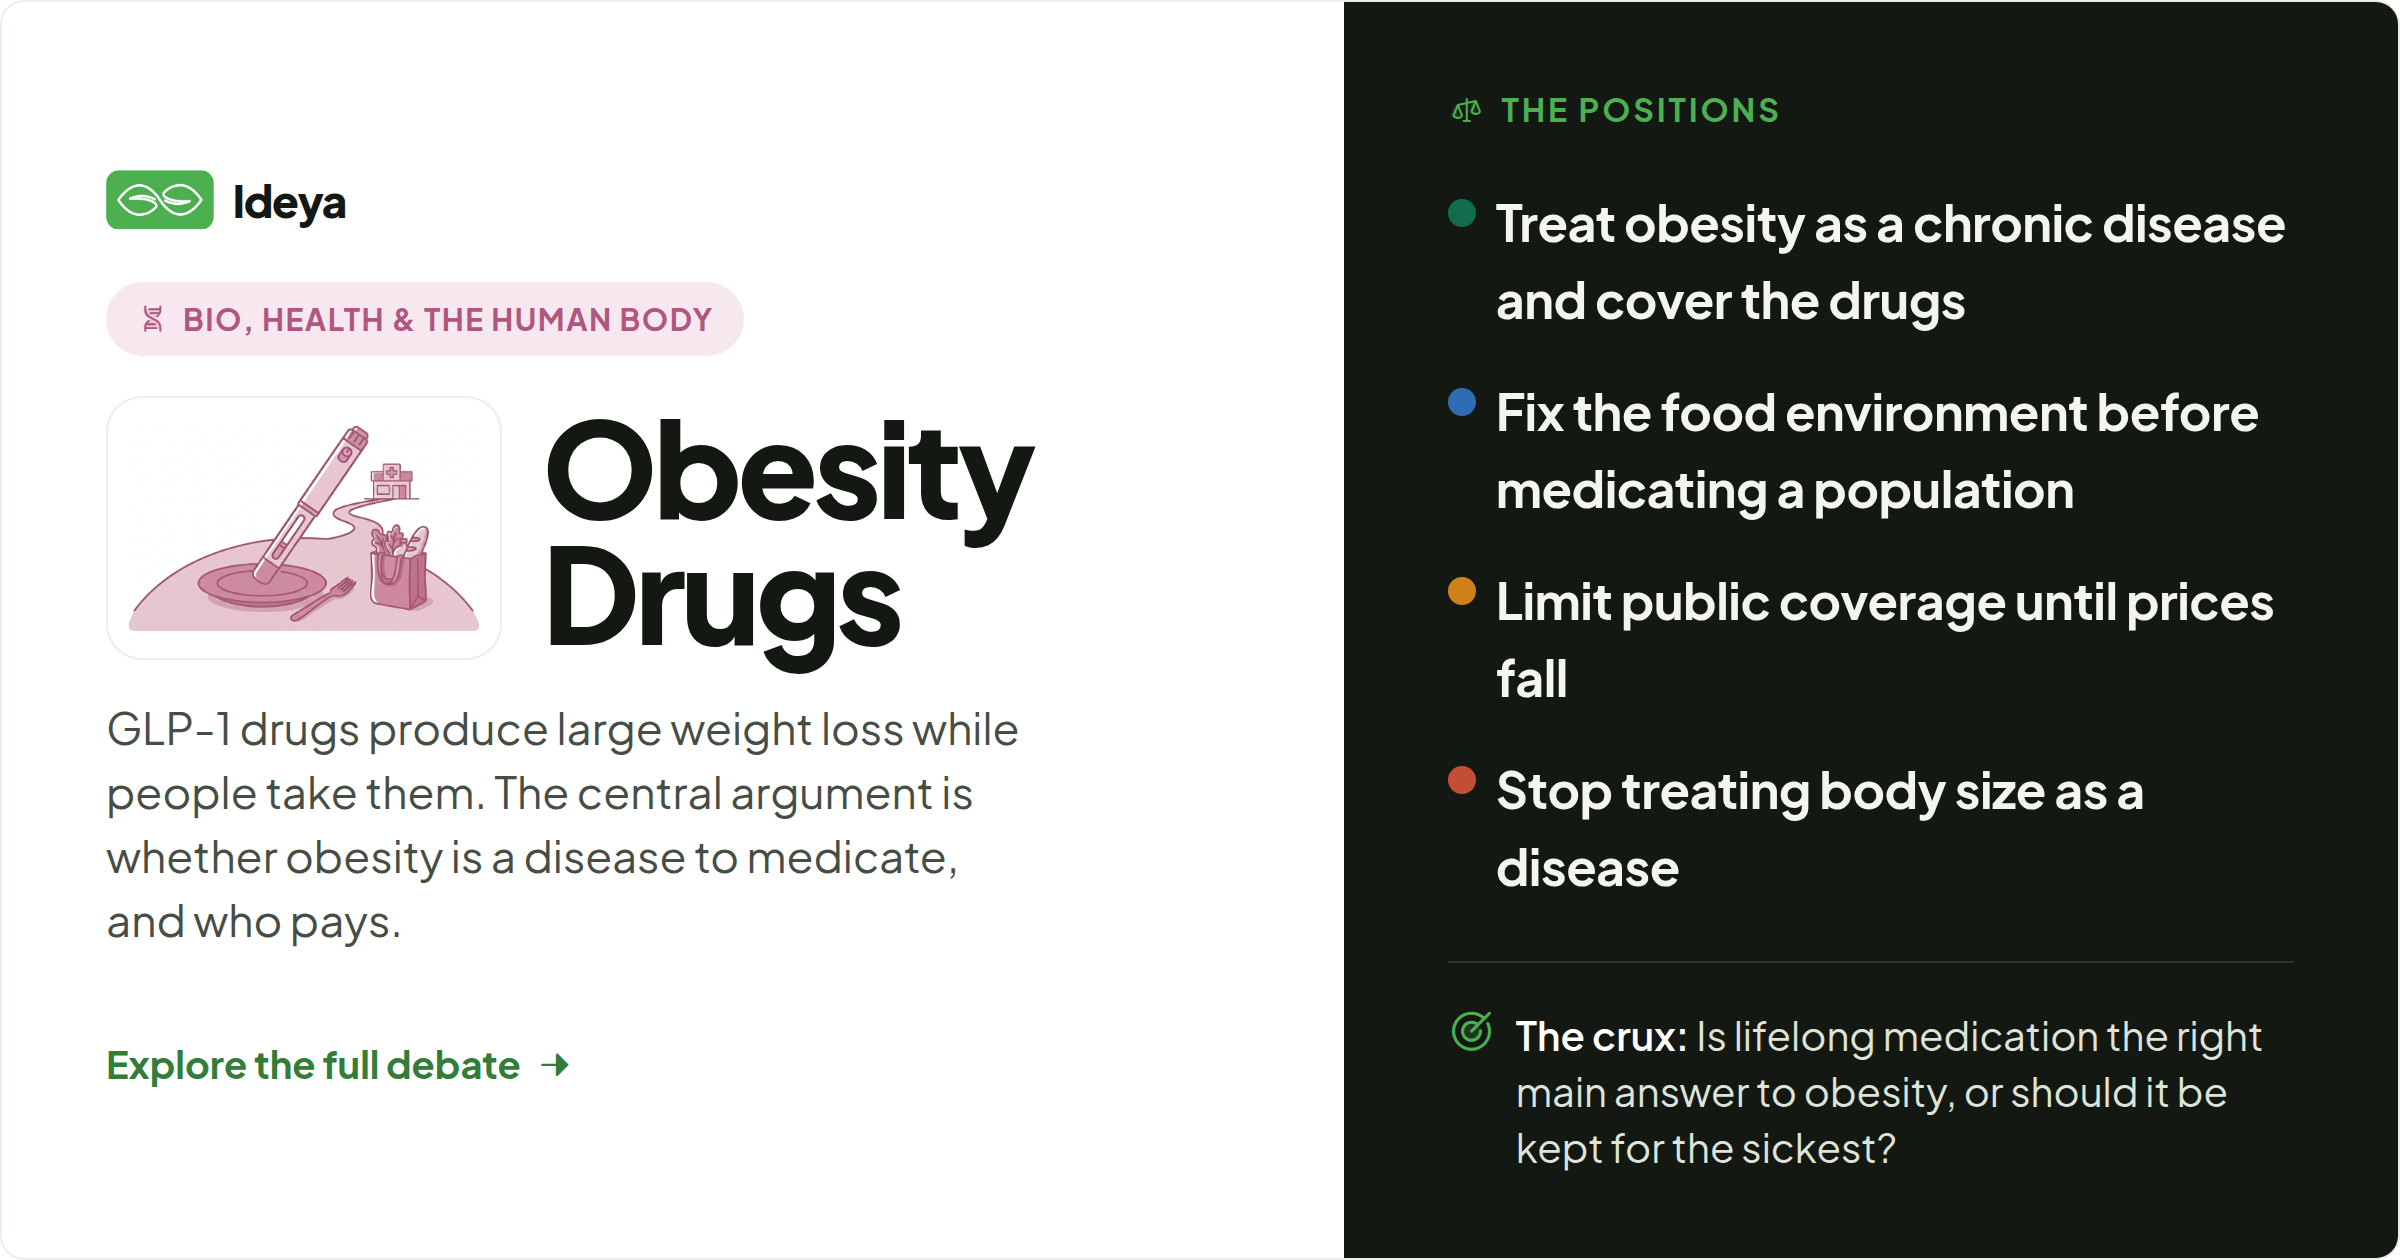 Ideya
BIO, HEALTH & THE HUMAN BODY
Obesity
Drugs
GLP-1 drugs produce large weight loss while
people take them. The central argument is
whether obesity is a disease to medicate,
and who pays.
Explore the full debate
THE POSITIONS
Treat obesity as a chronic disease
and cover the drugs
Fix the food environment before
medicating a population
Limit public coverage until prices
fall
Stop treating body size as a
disease
The crux: Is lifelong medication the right
main answer to obesity, or should it be
kept for the sickest?